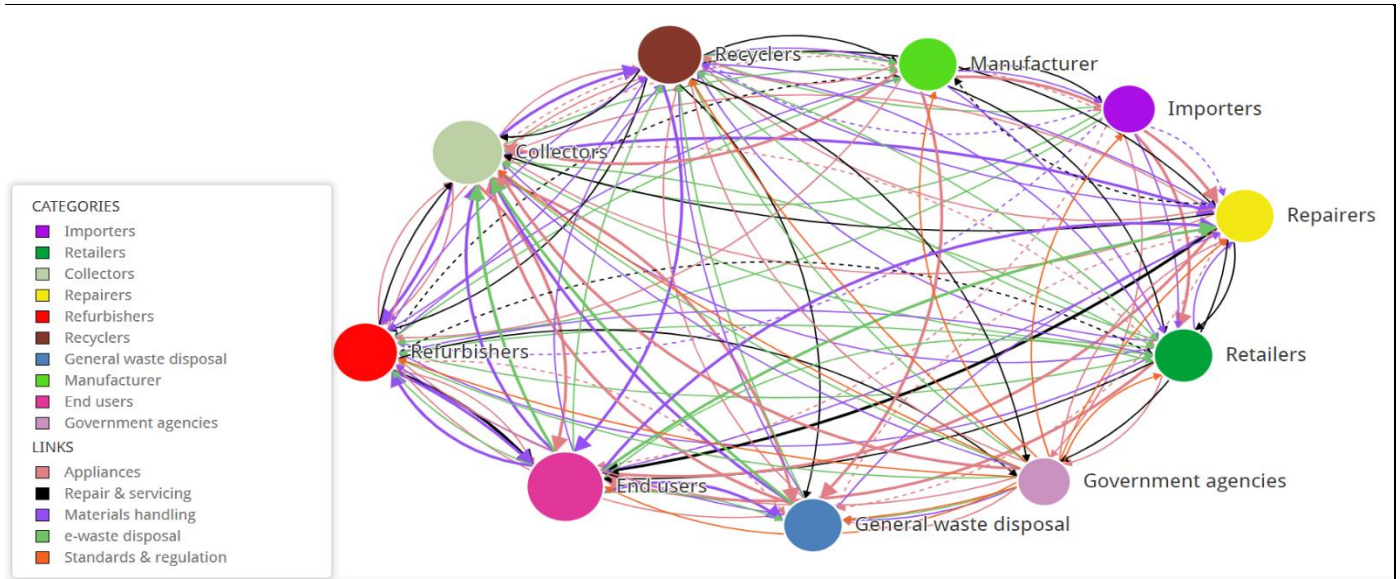 Recyclers
Manufacturer
Importers
Collectors
Repairers
Refurbishers
Retailers
End users
Government agencies
General waste disposal
CATEGORIES
Importers
Retailers
Collectors
Repairers
Refurbishers
Recyclers
General waste disposal
Manufacturer
End users
Government agencies
LINKS
Appliances
Repair & servicing
Materials handling
e-waste disposal
Standards & regulation